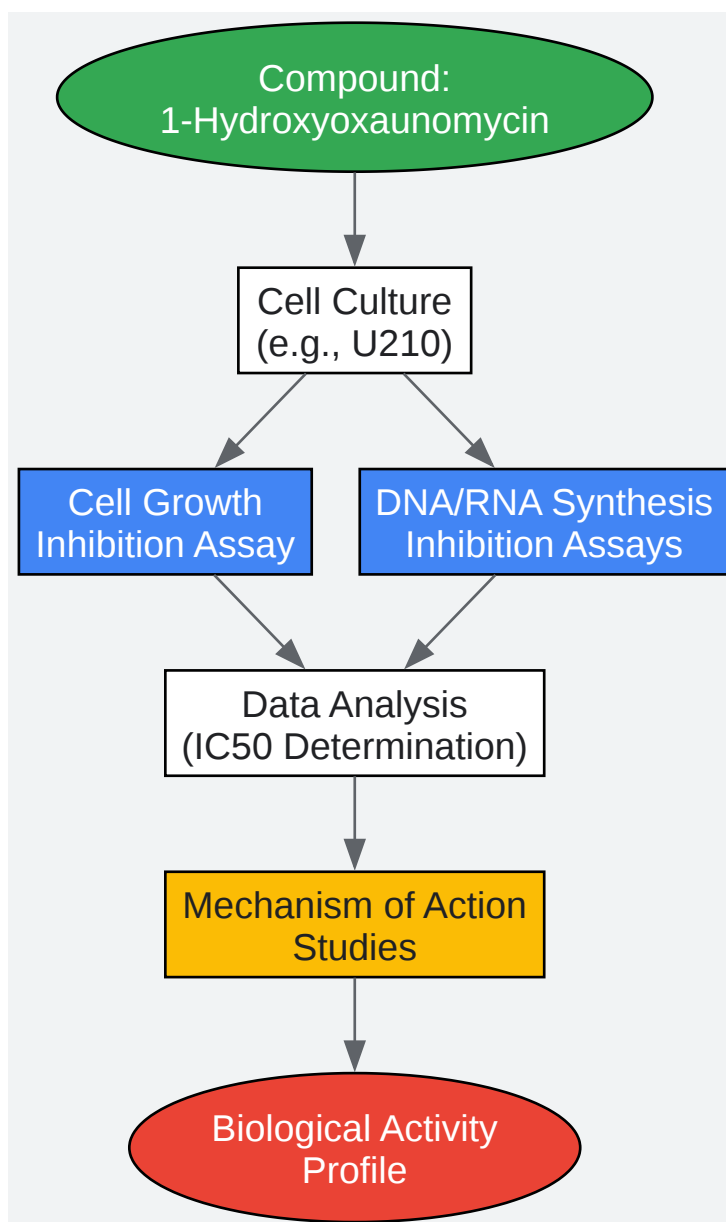 Compound:
1-Hydroxyoxaunomycin
Cell Culture
(e.g., U210)
Cell Growth
Inhibition Assay
DNA/RNA Synthesis
Inhibition Assays
Data Analysis
(IC50 Determination)
Mechanism of Action
Studies
Biological Activity
Profile